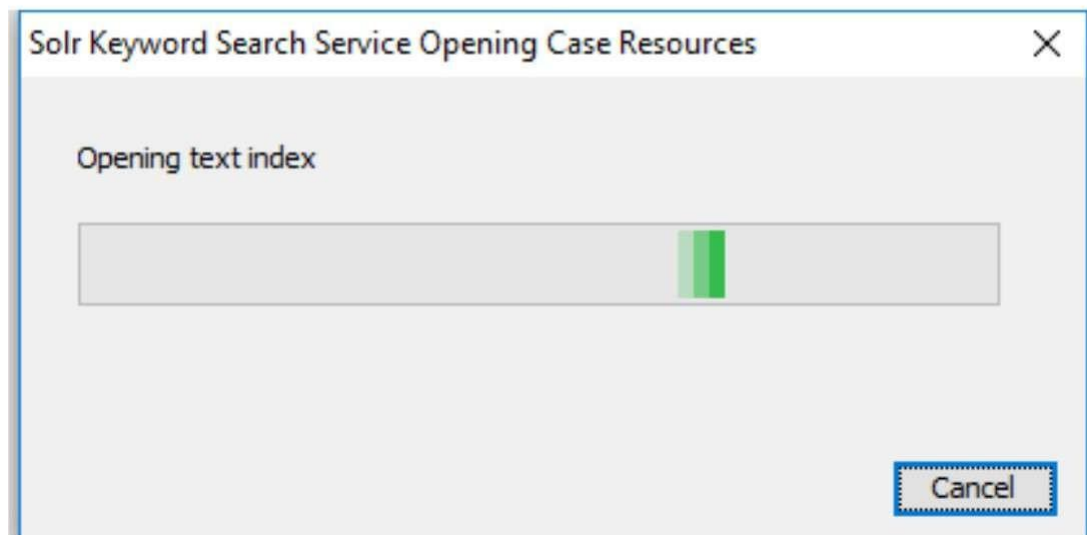 Solr Keyword Search Service Opening Case Resources
Opening text index
Cancel